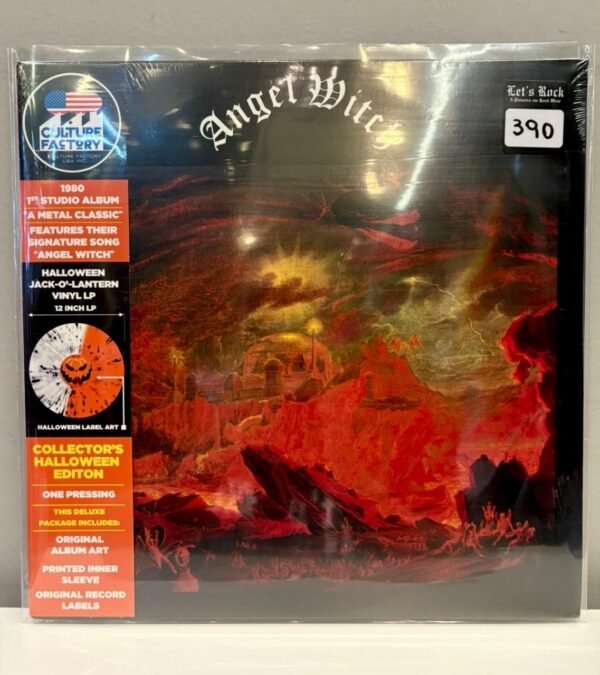 Angel Witch
Let's Rock
390
CULTURE
FACTORY
CULTURE FACTORY
USA INC.
1980
1ST STUDIO ALBUM
"A METAL CLASSIC"
FEATURES THEIR
SIGNATURE SONG
"ANGEL WITCH"
HALLOWEEN
JACK-O'-LANTERN
VINYL LP
12 INCH LP
HALLOWEEN LABEL ART
COLLECTOR'S
HALLOWEEN
EDITON
ONE PRESSING
THIS DELUXE
PACKAGE INCLUDES:
ORIGINAL
ALBUM ART
PRINTED INNER
SLEEVE
ORIGINAL RECORD
LABELS